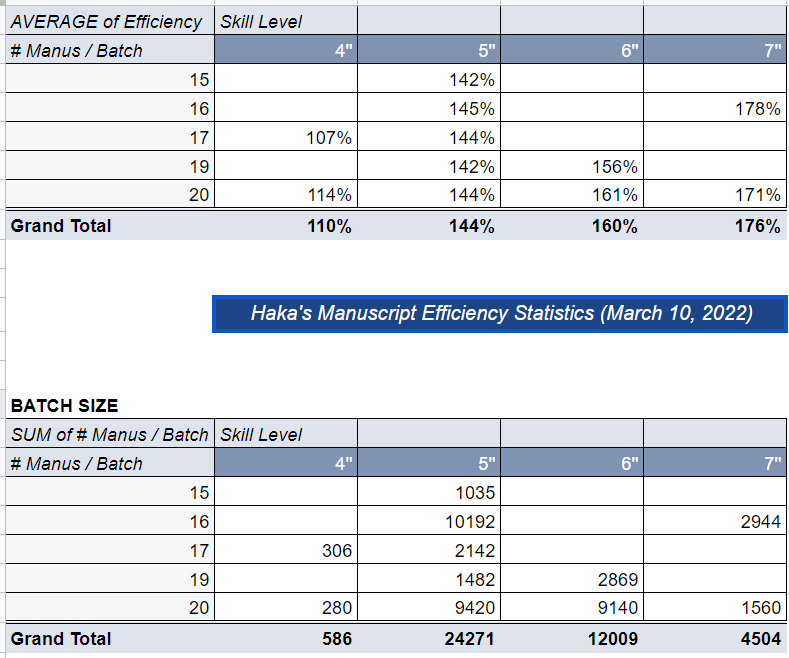 AVERAGE of Efficiency Skill Level
# Manus / Batch 4" 5" 6" 7"
15 142%
16 145% 178%
17 107% 144%
19 142% 156%
20 114% 144% 161% 171%
Grand Total 110% 144% 160% 176%
Haka's Manuscript Efficiency Statistics (March 10, 2022)
BATCH SIZE
SUM of # Manus / Batch Skill Level
# Manus / Batch 4" 5" 6" 7"
15 1035
16 10192 2944
17 306 2142
19 1482 2869
20 280 9420 9140 1560
Grand Total 586 24271 12009 4504